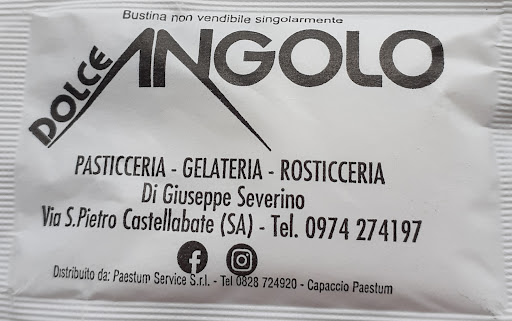 Bustina non vendibile singolarmente
DOLCE ANGOLO
PASTICCERIA - GELATERIA - ROSTICCERIA
Di Giuseppe Severino
Via S.Pietro Castellabate (SA) - Tel. 0974 274197
Distribuito da: Paestum Service S.r.l. - Tel 0828 724920 - Capaccio Paestum